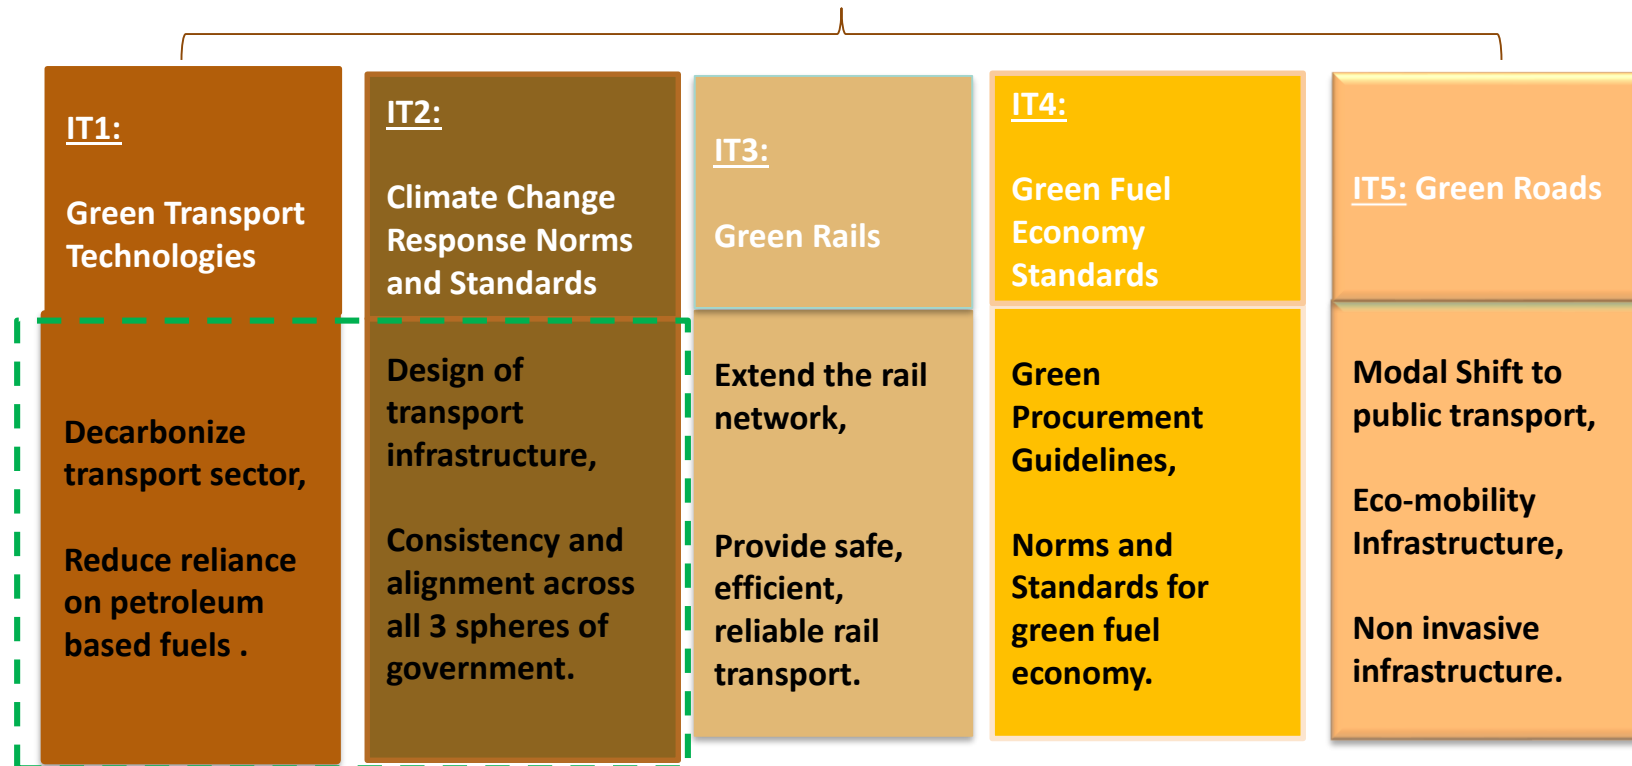 IT1:
Green Transport
Technologies
Decarbonize
transport sector,
Reduce reliance
on petroleum
based fuels .
IT2:
Climate Change
Response Norms
and Standards
Design of
transport
infrastructure,
Consistency and
alignment across
all 3 spheres of
government.
IT3:
Green Rails
Extend the rail
network,
Provide safe,
efficient,
reliable rail
transport.
IT4:
Green Fuel
Economy
Standards
Green
Procurement
Guidelines,
Norms and
Standards for
green fuel
economy.
IT5: Green Roads
Modal Shift to
public transport,
Eco-mobility
Infrastructure,
Non invasive
infrastructure.